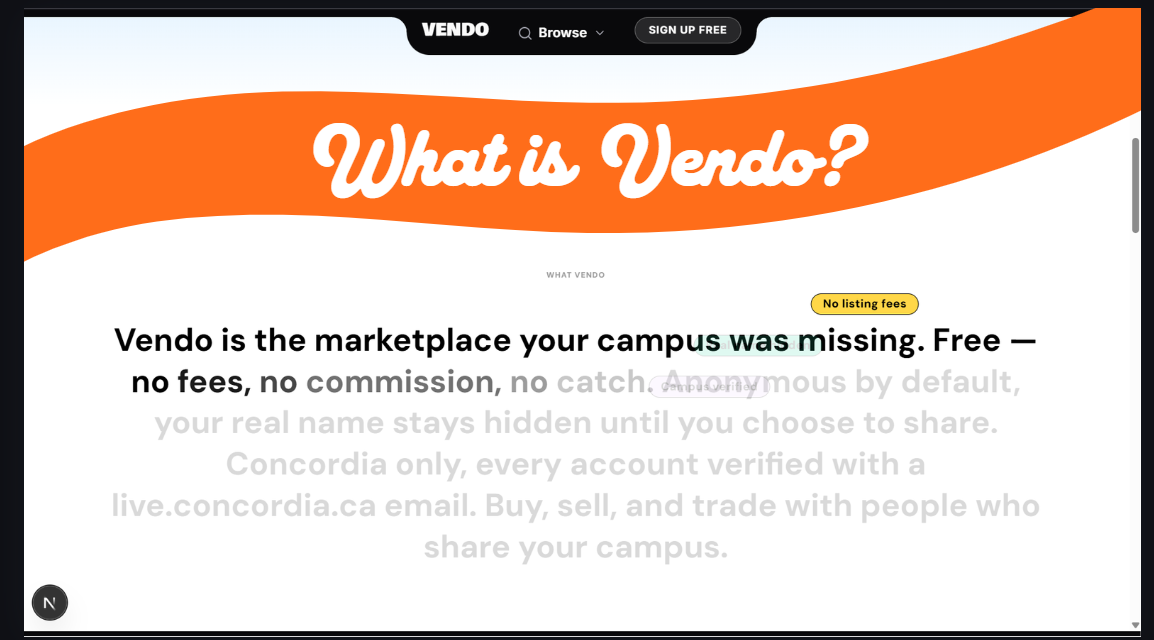 VENDO
Browse
SIGN UP FREE
What is Vendo?
WHAT VENDO
No listing fees
Vendo is the marketplace your campus was missing. Free —
no fees, no commission, no catch. Anonymous by default,
Campus verified
your real name stays hidden until you choose to share.
Concordia only, every account verified with a
live.concordia.ca email. Buy, sell, and trade with people who
share your campus.
N